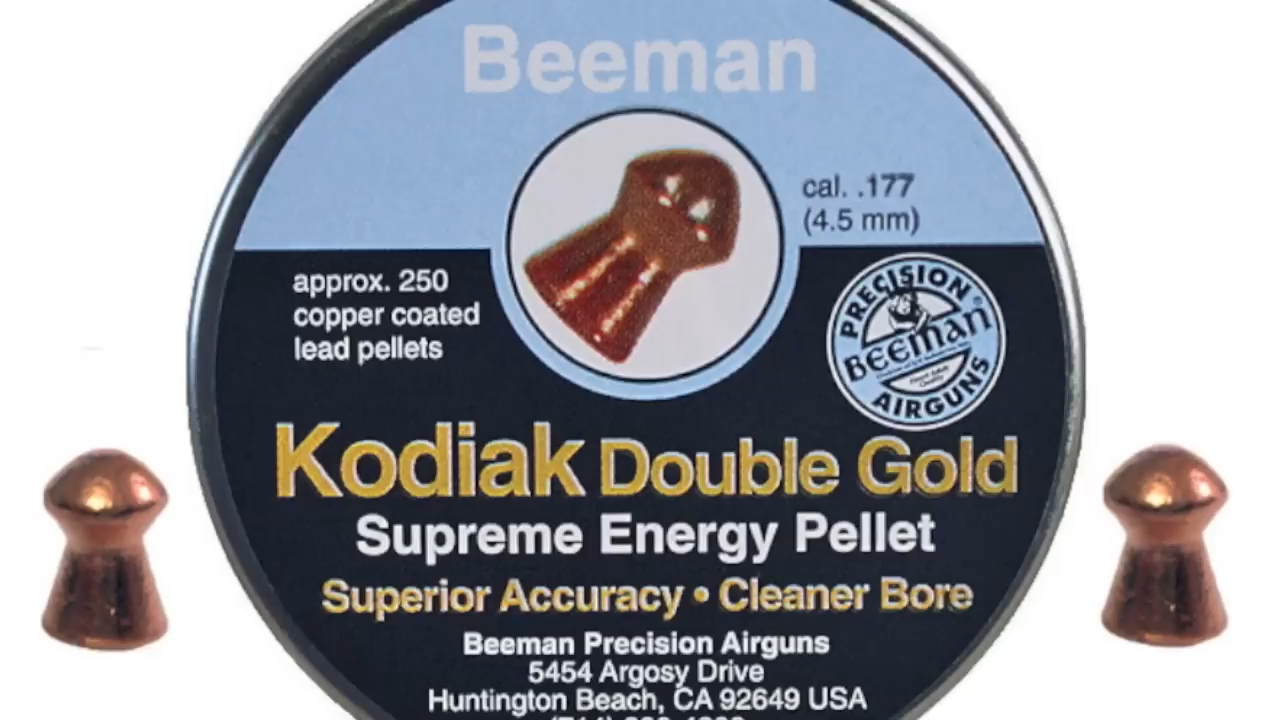 Beeman
cal. .177
(4.5 mm)
approx. 250
copper coated
lead pellets
PRECISION
BEEman®
AIRGUNS
Kodiak Double Gold
Supreme Energy Pellet
Superior Accuracy • Cleaner Bore
Beeman Precision Airguns
5454 Argosy Drive
Huntington Beach, CA 92649 USA